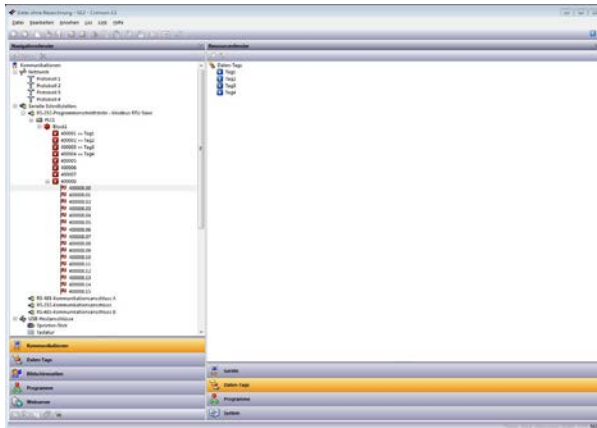 Datei ohne Bezeichnung - G12 - Crimson 3.0
Datei Bearbeiten Ansehen Los Link Hilfe
Navigationsfenster
Kommunikationen
Netzwerk
Protokoll 1
Protokoll 2
Protokoll 3
Protokoll 4
Serielle Schnittstellen
RS-232-Programmschnittstelle - Modbus RTU Slave
PLC1
Block1
400001 <> Tag1
400002 <> Tag2
400003 <> Tag3
400004 <> Tag4
400005
400006
400007
400008
400008.00
400008.01
400008.02
400008.03
400008.04
400008.05
400008.06
400008.07
400008.08
400008.09
400008.10
400008.11
400008.12
400008.13
400008.14
400008.15
RS-485-Kommunikationsanschluss A
RS-232-Kommunikationsanschluss
RS-485-Kommunikationsanschluss B
USB-Hostanschlüsse
Speicher-Stick
Tastatur
Kommunikationen
Daten-Tags
Bildschirmseiten
Programme
Webserver
Ressourcenfenster
Daten-Tags
Tag1
Tag2
Tag3
Tag4
Geräte
Daten-Tags
Programme
System